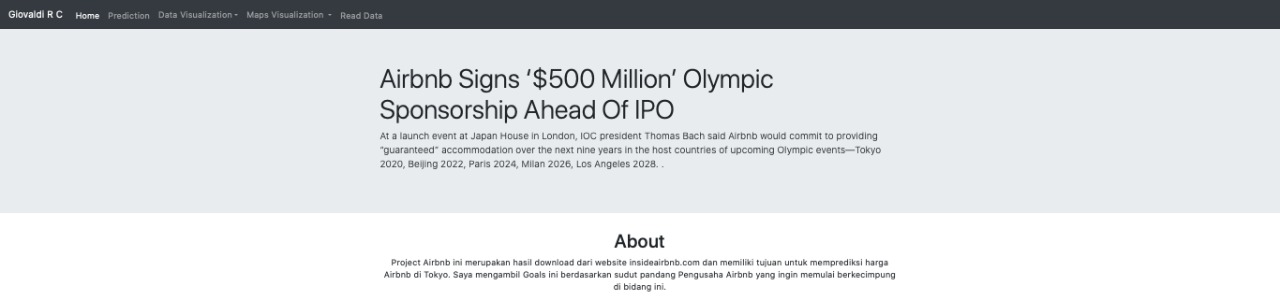 Giovaldi R C Home Prediction Data Visualization Maps Visualization Read Data
Airbnb Signs ‘$500 Million’ Olympic
Sponsorship Ahead Of IPO
At a launch event at Japan House in London, IOC president Thomas Bach said Airbnb would commit to providing
“guaranteed” accommodation over the next nine years in the host countries of upcoming Olympic events—Tokyo
2020, Beijing 2022, Paris 2024, Milan 2026, Los Angeles 2028. .
About
Project Airbnb ini merupakan hasil download dari website insideairbnb.com dan memiliki tujuan untuk memprediksi harga
Airbnb di Tokyo. Saya mengambil Goals ini berdasarkan sudut pandang Pengusaha Airbnb yang ingin memulai berkecimpung
di bidang ini.